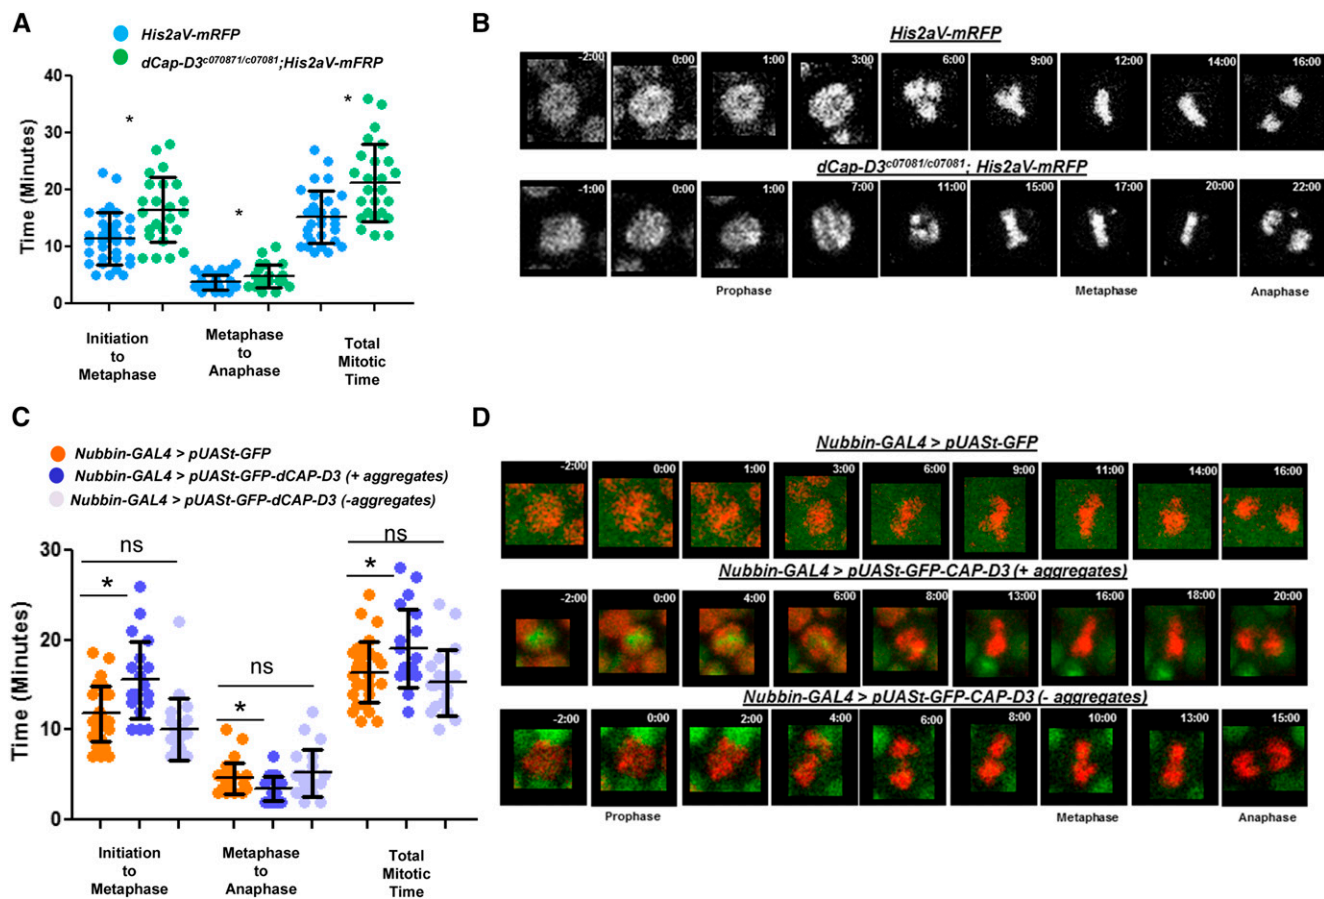 A
His2aV-mRFP
dCap-D3c070871/c07081;His2aV-mFRP
Time (Minutes)
40
30
20
10
0
*
*
*
Initiation
to
Metaphase
Metaphase
to
Anaphase
Total
Mitotic
Time
B
His2aV-mRFP
-2:00 0:00 1:00 3:00 6:00 9:00 12:00 14:00 16:00
dCap-D3c07081/c07081; His2aV-mRFP
-1:00 0:00 1:00 7:00 11:00 15:00 17:00 20:00 22:00
Prophase Metaphase Anaphase
C
Nubbin-GAL4 > pUASt-GFP
Nubbin-GAL4 > pUASt-GFP-dCAP-D3 (+ aggregates)
Nubbin-GAL4 > pUASt-GFP-dCAP-D3 (-aggregates)
Time (Minutes)
30
20
10
0
ns
*
ns
*
ns
*
Initiation
to
Metaphase
Metaphase
to
Anaphase
Total
Mitotic
Time
D
Nubbin-GAL4 > pUASt-GFP
-2:00 0:00 1:00 3:00 6:00 9:00 11:00 14:00 16:00
Nubbin-GAL4 > pUASt-GFP-CAP-D3 (+ aggregates)
-2:00 0:00 4:00 6:00 8:00 13:00 16:00 18:00 20:00
Nubbin-GAL4 > pUASt-GFP-CAP-D3 (- aggregates)
-2:00 0:00 2:00 4:00 6:00 8:00 10:00 13:00 15:00
Prophase Metaphase Anaphase